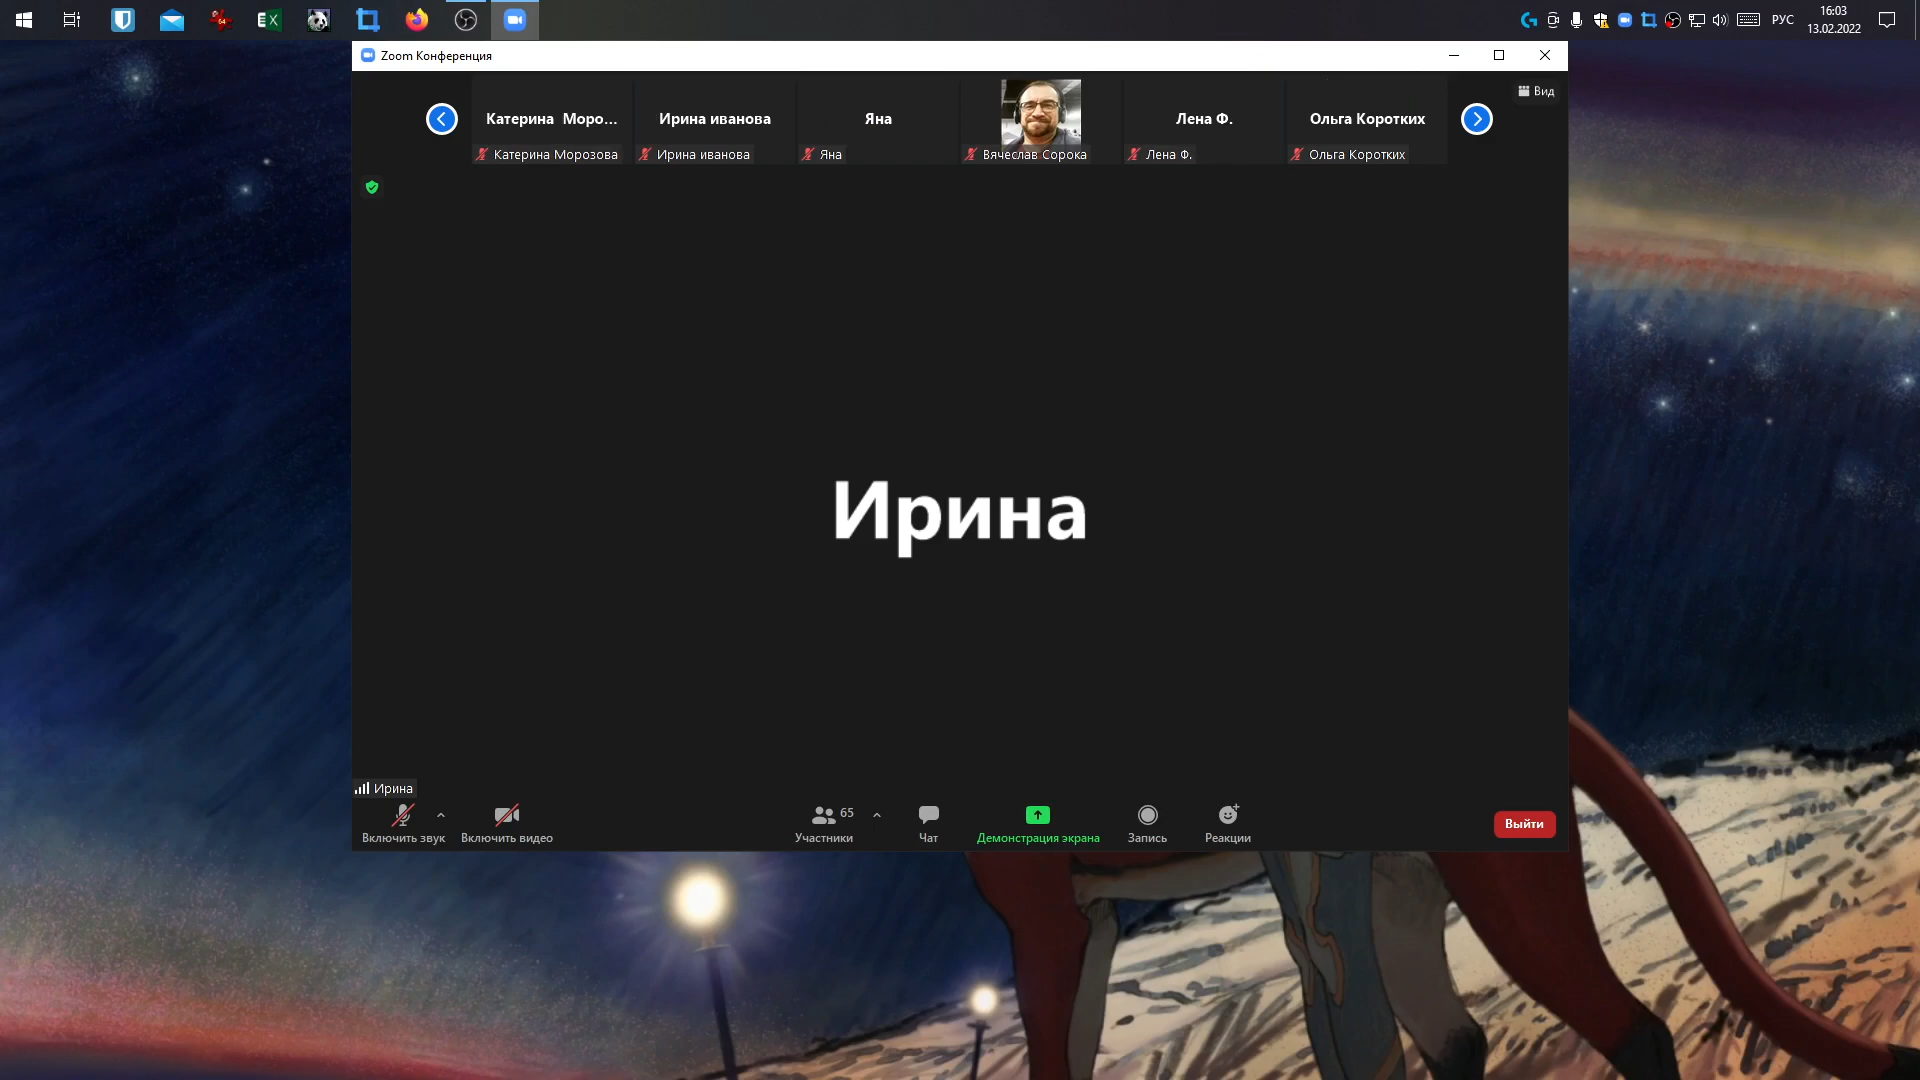 РУС
16:03
13.02.2022
Zoom Конференция
Вид
Катерина Моро...
Ирина иванова
Яна
Лена Ф.
Ольга Коротких
Катерина Морозова
Ирина иванова
Яна
Вячеслав Сорока
Лена Ф.
Ольга Коротких
Ирина
Ирина
65
Включить звук
Включить видео
Участники
Чат
Демонстрация экрана
Запись
Реакции
Выйти